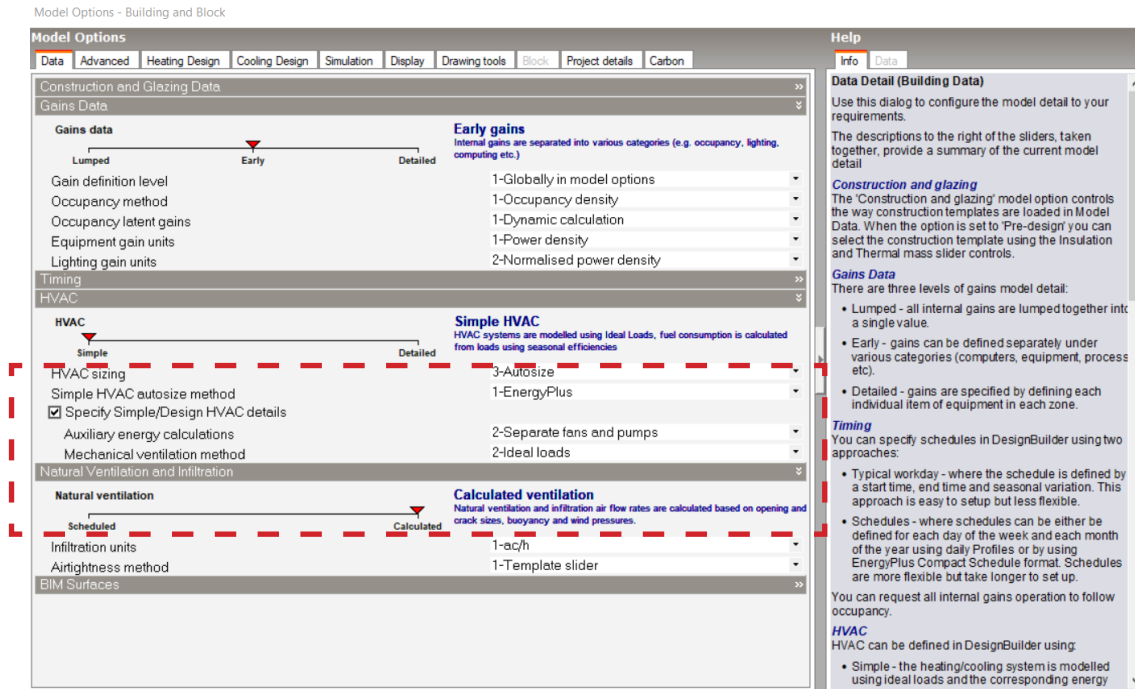 Model Options - Building and Block
Model Options
Data Advanced Heating Design Cooling Design Simulation Display Drawing tools Block Project details Carbon
Construction and Glazing Data
Gains Data
Gains data
Lumped Early Detailed
Early gains
Internal gains are separated into various categories (e.g. occupancy, lighting,
computing etc.)
Gain definition level 1-Globally in model options
Occupancy method 1-Occupancy density
Occupancy latent gains 1-Dynamic calculation
Equipment gain units 1-Power density
Lighting gain units 2-Normalised power density
Timing
HVAC
HVAC
Simple Detailed
Simple HVAC
HVAC systems are modelled using Ideal Loads, fuel consumption is calculated
from loads using seasonal efficiencies
HVAC sizing 3-Autosize
Simple HVAC autosize method 1-EnergyPlus
Specify Simple/Design HVAC details
Auxiliary energy calculations 2-Separate fans and pumps
Mechanical ventilation method 2-Ideal loads
Natural Ventilation and Infiltration
Natural ventilation
Scheduled Calculated
Calculated ventilation
Natural ventilation and infiltration air flow rates are calculated based on opening and
crack sizes, buoyancy and wind pressures.
Infiltration units 1-ac/h
Airtightness method 1-Template slider
BIM Surfaces
Help
Info Data
Data Detail (Building Data)
Use this dialog to configure the model detail to your
requirements.
The descriptions to the right of the sliders, taken
together, provide a summary of the current model
detail
Construction and glazing
The 'Construction and glazing' model option controls
the way construction templates are loaded in Model
Data. When the option is set to 'Pre-design' you can
select the construction template using the Insulation
and Thermal mass slider controls.
Gains Data
There are three levels of gains model detail:
• Lumped - all internal gains are lumped together into
a single value.
• Early - gains can be defined separately under
various categories (computers, equipment, process
etc).
• Detailed - gains are specified by defining each
individual item of equipment in each zone.
Timing
You can specify schedules in DesignBuilder using two
approaches:
• Typical workday - where the schedule is defined by
a start time, end time and seasonal variation. This
approach is easy to setup but less flexible.
• Schedules - where schedules can be either be
defined for each day of the week and each month
of the year using daily Profiles or by using
EnergyPlus Compact Schedule format. Schedules
are more flexible but take longer to set up.
You can request all internal gains operation to follow
occupancy.
HVAC
HVAC can be defined in DesignBuilder using:
• Simple - the heating/cooling system is modelled
using ideal loads and the corresponding energy